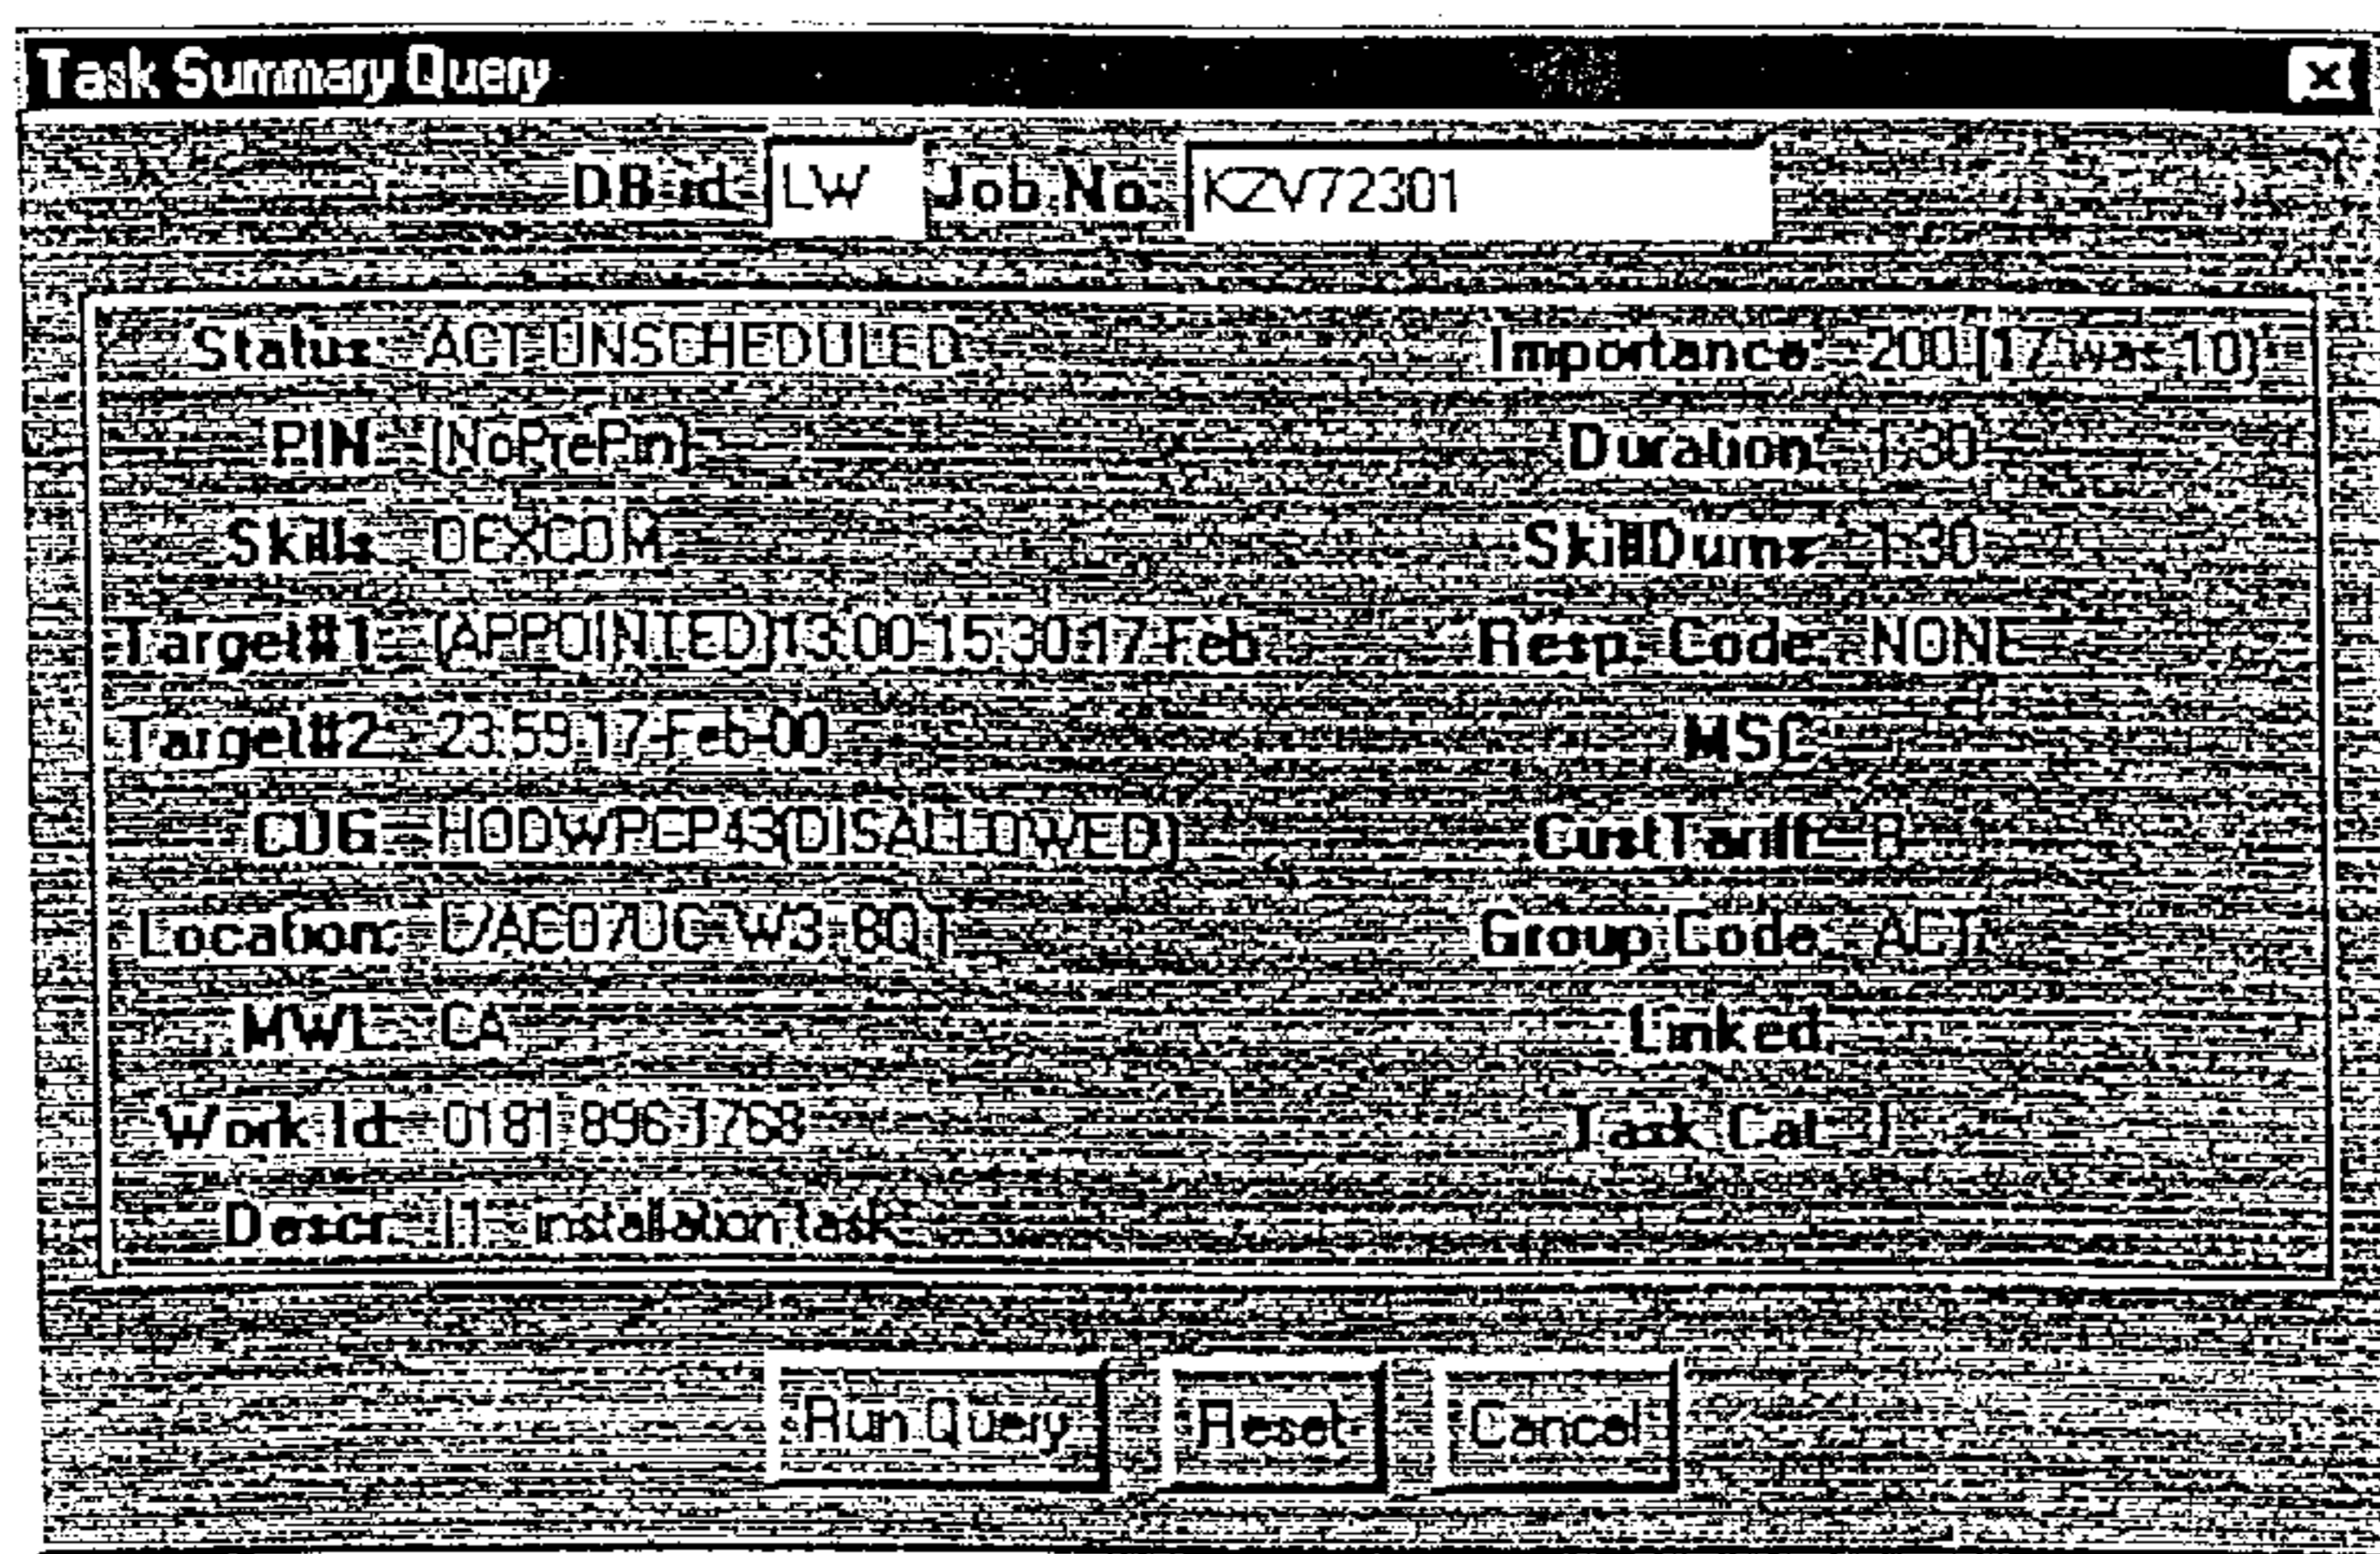 Task Summary Query
DB id: LW Job No: KZV72301
Status: ACT UNSCHEDULED Importance: 200 (17 was 10)
PIN: (NoPrePin) Duration: 1:30
Skills: DEXCOM SkillDurns: 1:30
Target#1: (APPOINTED) 13:00-15:30 17-Feb Resp. Code: NONE
Target#2: 23:59 17-Feb-00 MSC:
CUG: (DISALLOWED) CustTariff:
Location: W3 8QT Group Code: ACT
MWL: CA Linked:
Work Id: 0181 896 1768 Task Cat: I
Descr: installation task
Run Query Reset Cancel